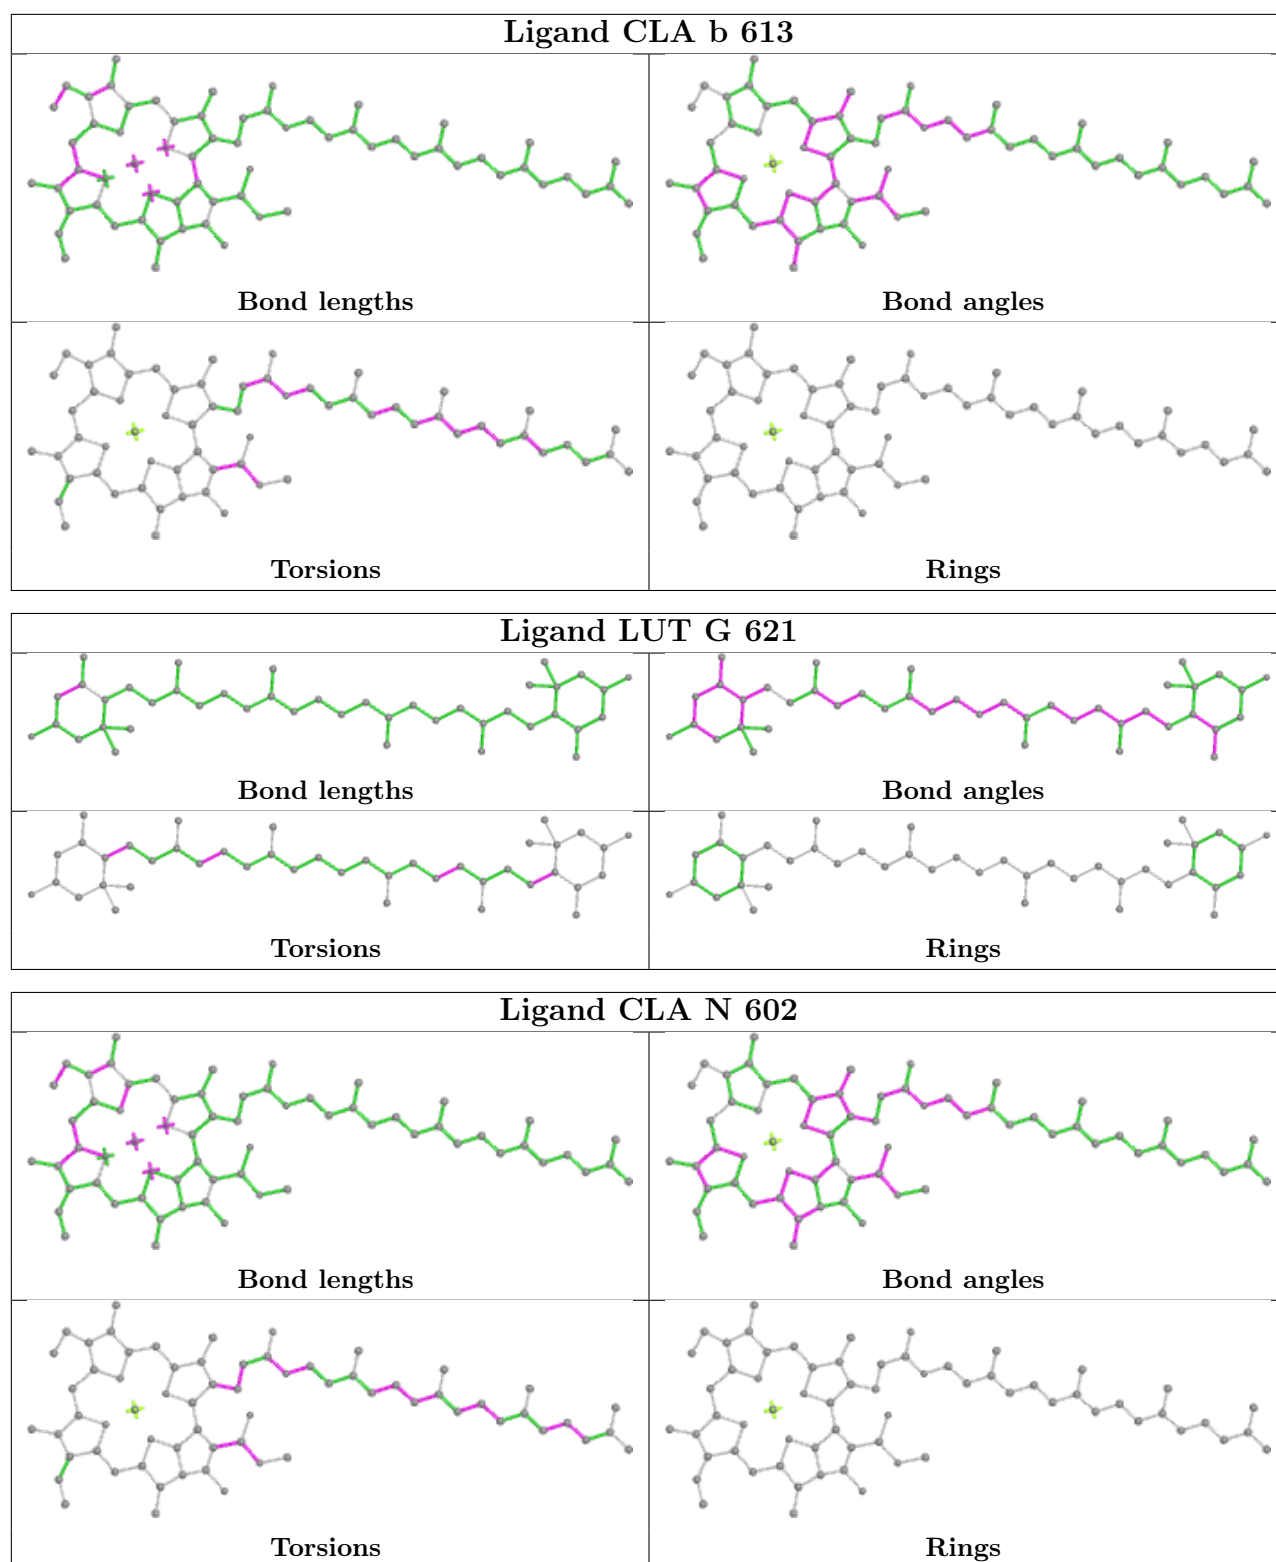 Ligand CLA b 613
Bond lengths
Bond angles
Torsions
Rings
Ligand LUT G 621
Bond lengths
Bond angles
Torsions
Rings
Ligand CLA N 602
Bond lengths
Bond angles
Torsions
Rings